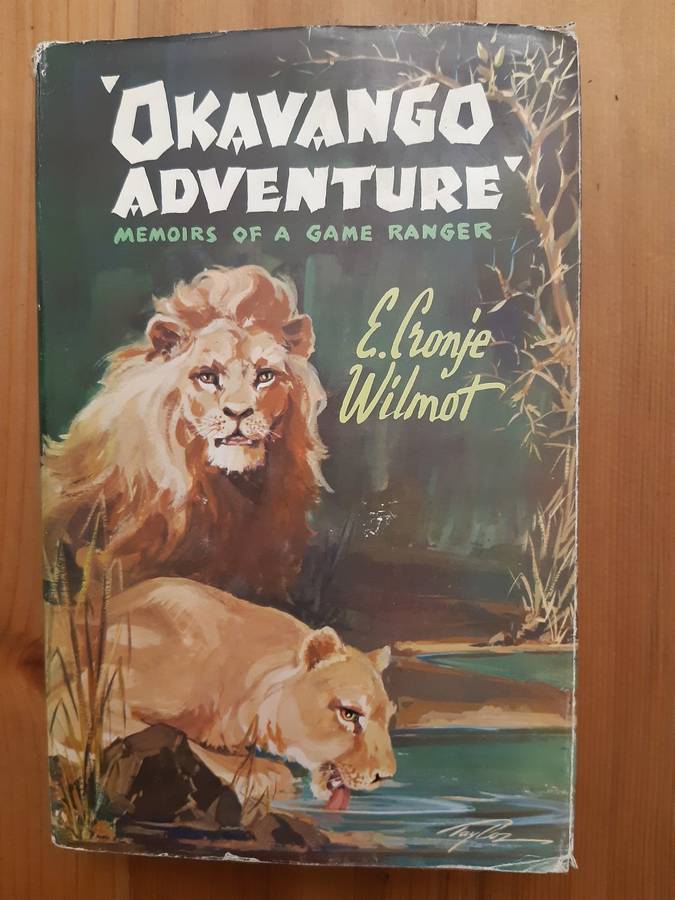 'OKAVANGO
ADVENTURE'
MEMOIRS OF A GAME RANGER
E. Cronje
Wilmot